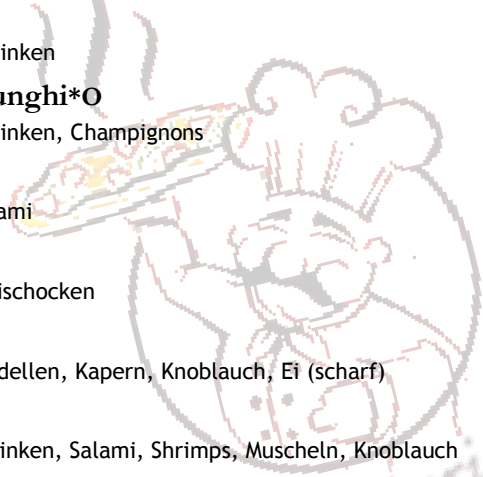 inken
unghi*O
inken, Champignons
ami
ischocken
dellen, Kapern, Knoblauch, Ei (scharf)
inken, Salami, Shrimps, Muscheln, Knoblauch